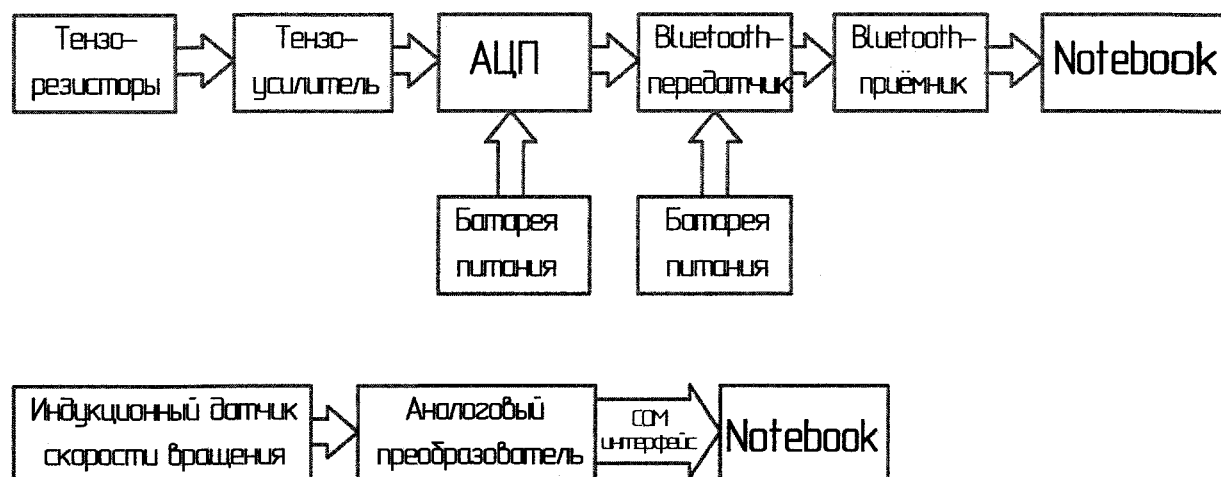 Тензо-
резисторы
Тензо-
усилитель
АЦП
Bluetooth-
передатчик
Bluetooth-
приёмник
Notebook
Батарея
питания
Батарея
питания
Индукционный датчик
скорости вращения
Аналоговый
преобразователь
COM
интерфейс
Notebook